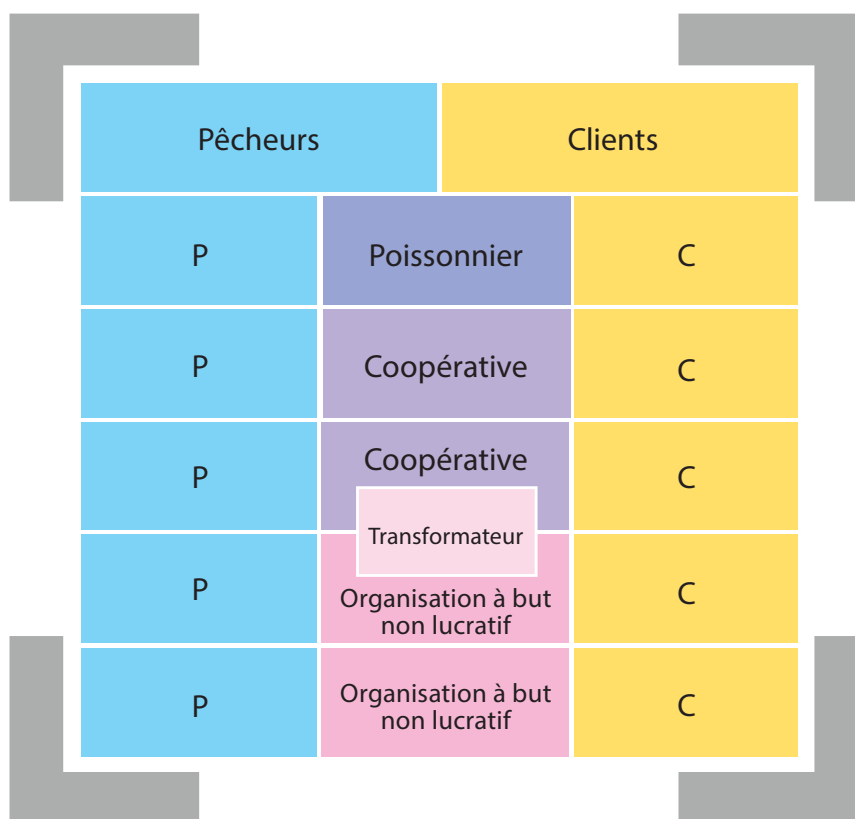 Pêcheurs
Clients
P
Poissonnier
C
P
Coopérative
C
P
Coopérative
C
Transformateur
P
Organisation à but
non lucratif
C
P
Organisation à but
non lucratif
C